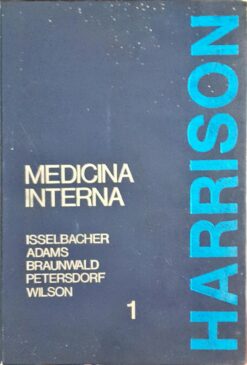 HARRISON
MEDICINA
INTERNA
ISSELBACHER
ADAMS
BRAUNWALD
PETERSDORF
WILSON
1